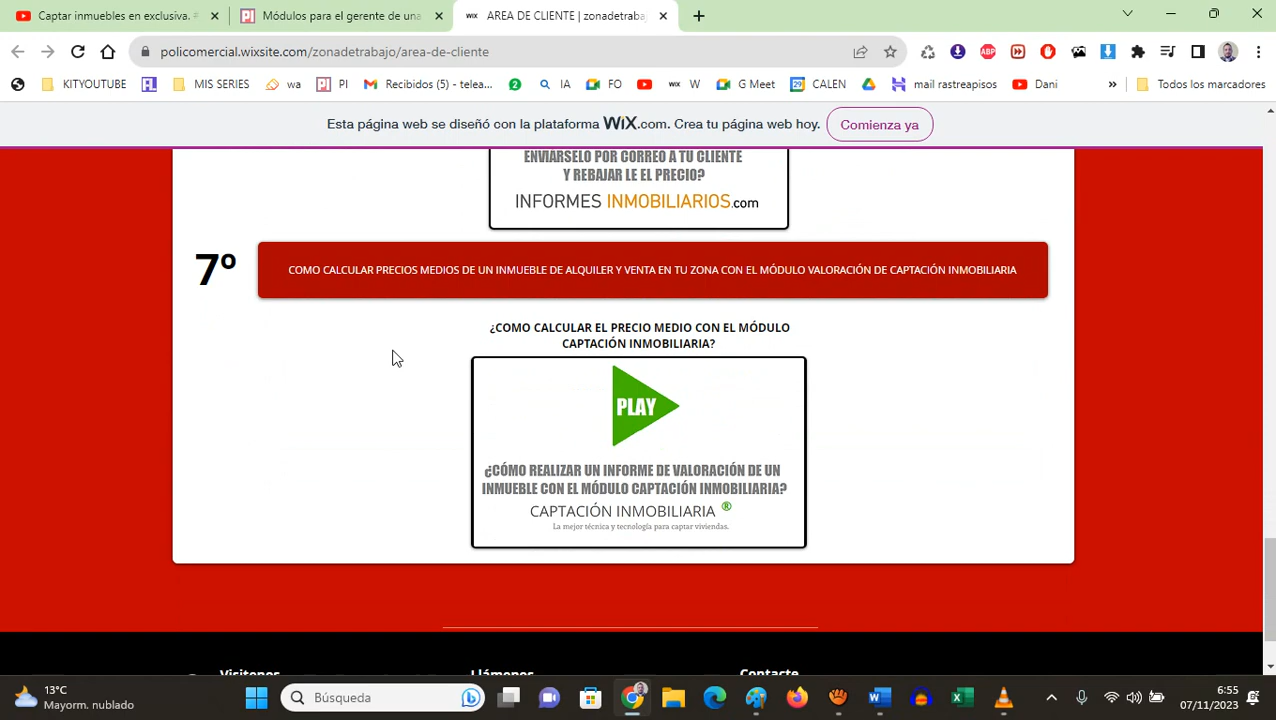 Captar inmuebles en exclusiva. #
Módulos para el gerente de una
WiX AREA DE CLIENTE | zonadetraba
policomercial.wixsite.com/zonadetrabajo/area-de-cliente
ABP
KITYOUTUBE MIS SERIES wa PI Recibidos (5) - telea... 2 IA FO WiX W G Meet 29 CALEN mail rastreapisos Dani » Todos los marcadores
Esta página web se diseñó con la plataforma WiX.com. Crea tu página web hoy. Comienza ya
ENVIARSELO POR CORREO A TU CLIENTE
Y REBAJAR LE EL PRECIO?
INFORMES INMOBILIARIOS.com
7º
COMO CALCULAR PRECIOS MEDIOS DE UN INMUEBLE DE ALQUILER Y VENTA EN TU ZONA CON EL MÓDULO VALORACIÓN DE CAPTACIÓN INMOBILIARIA
¿COMO CALCULAR EL PRECIO MEDIO CON EL MÓDULO
CAPTACIÓN INMOBILIARIA?
PLAY
¿CÓMO REALIZAR UN INFORME DE VALORACIÓN DE UN
INMUEBLE CON EL MÓDULO CAPTACIÓN INMOBILIARIA?
CAPTACIÓN INMOBILIARIA ®
La mejor técnica y tecnología para captar viviendas.
Visitenos Llámenos Contacto
13°C
Mayorm. nublado
Búsqueda
6:55
07/11/2023